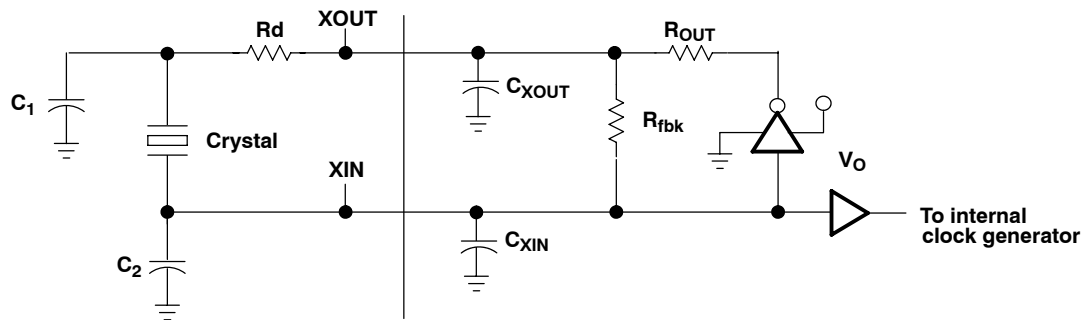 XOUT
Rd
ROUT
C1
CXOUT
Rfbk
Crystal
XIN
VO
To internal
clock generator
CXIN
C2